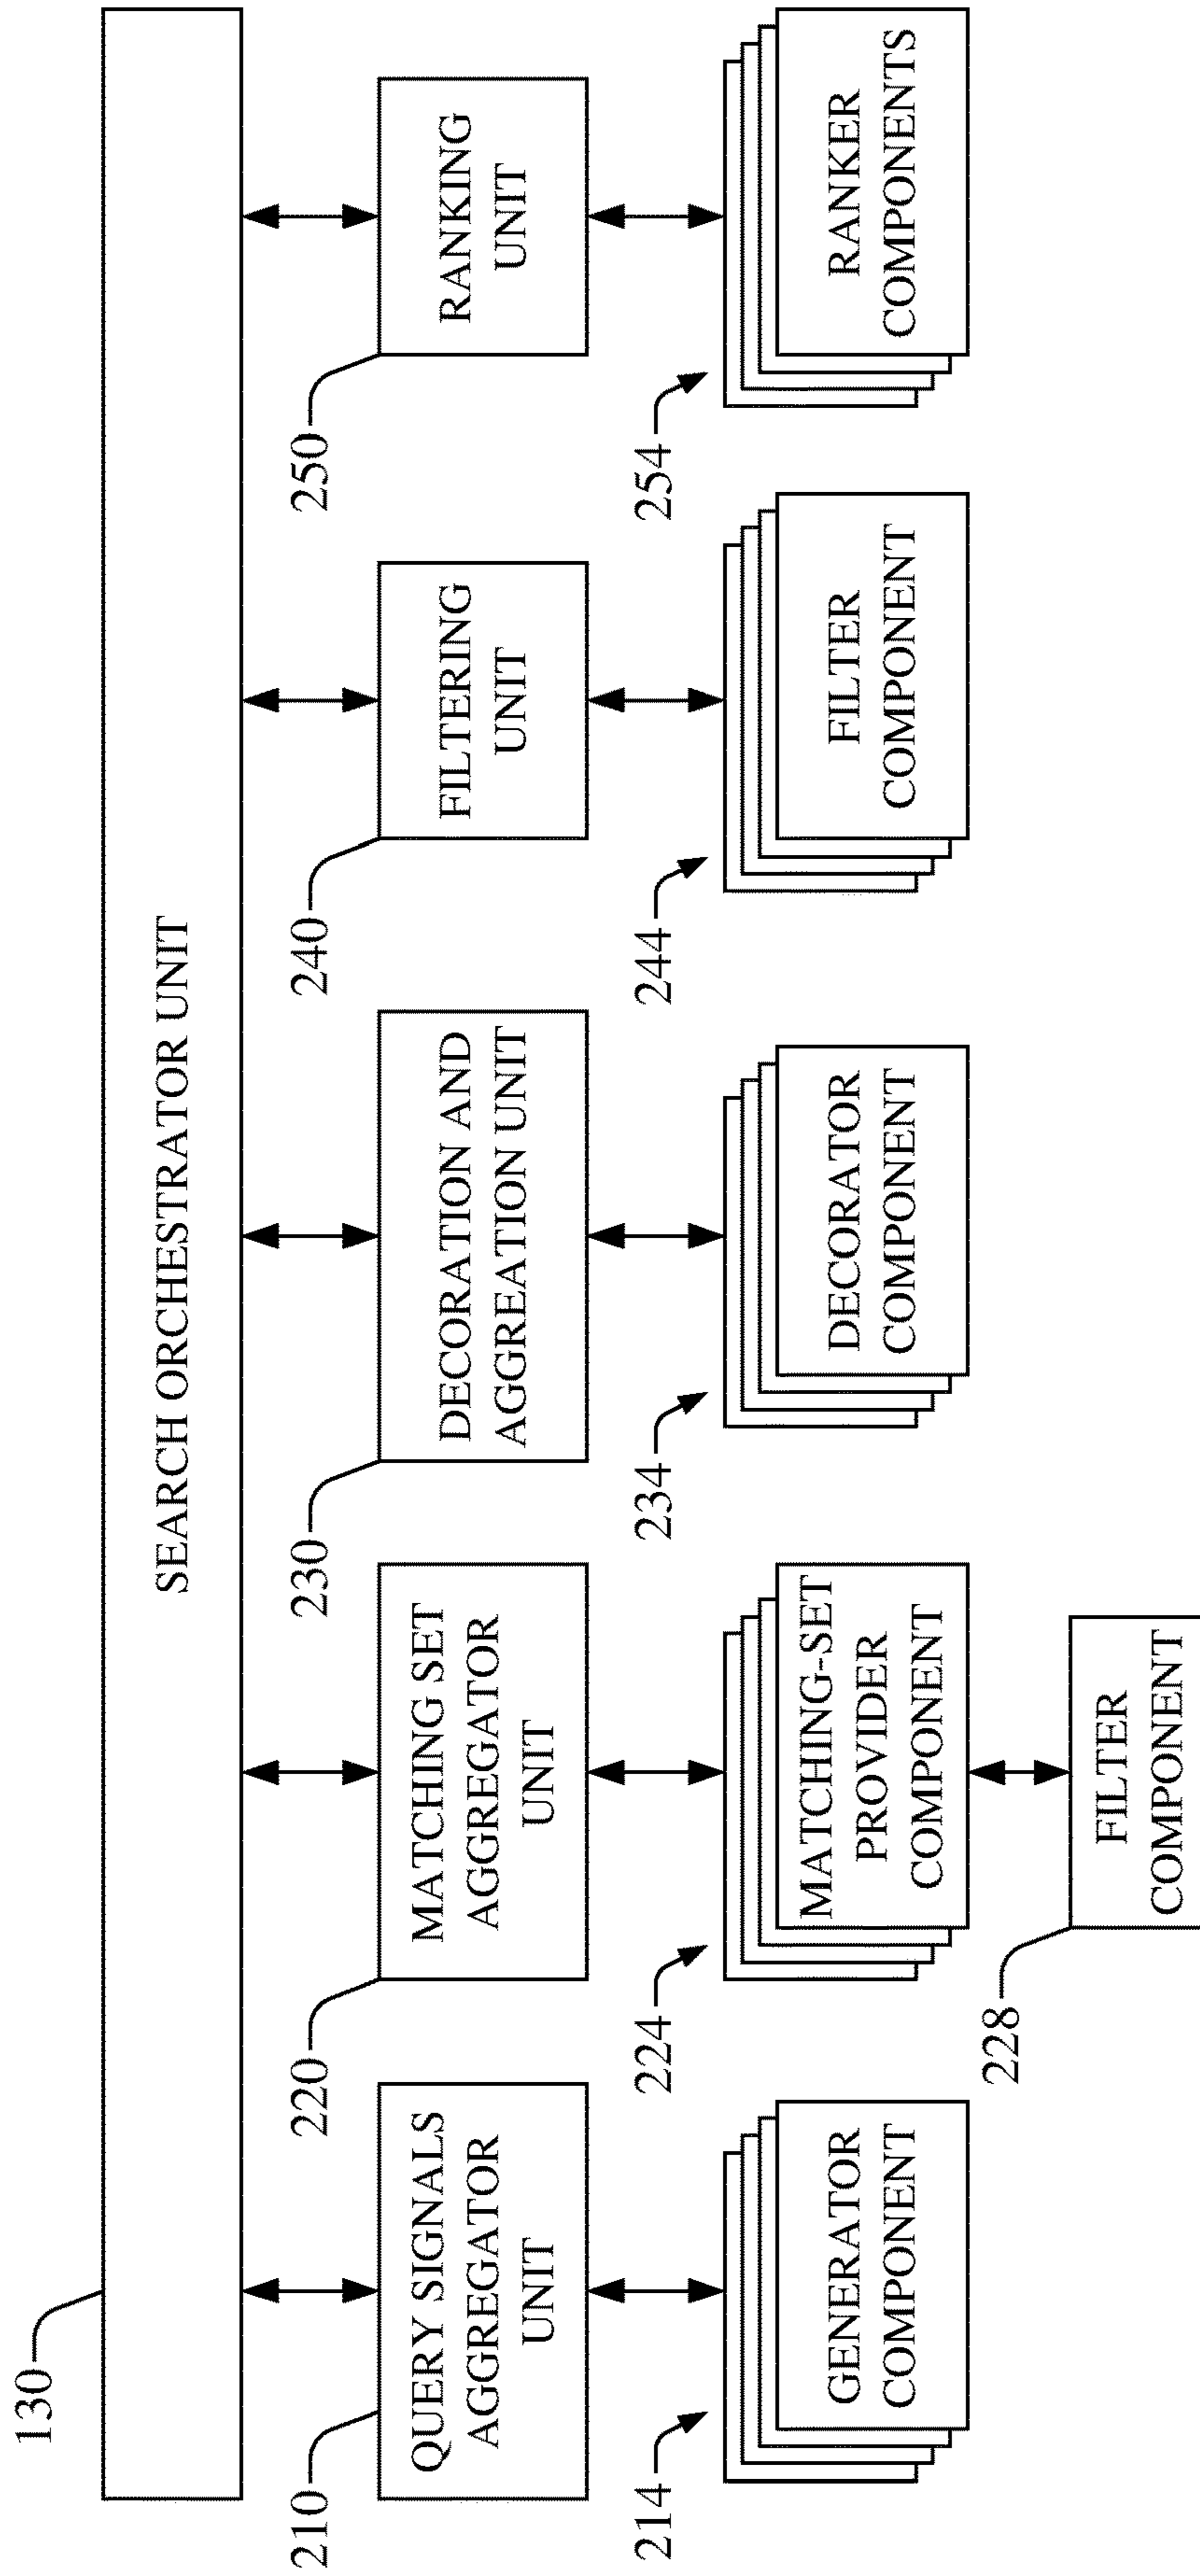 130
SEARCH ORCHESTRATOR UNIT
210
QUERY SIGNALS
AGGREGATOR
UNIT
220
MATCHING SET
AGGREGATOR
UNIT
230
DECORATION AND
AGGREATION UNIT
240
FILTERING
UNIT
250
RANKING
UNIT
214
GENERATOR
COMPONENT
224
MATCHING-SET
PROVIDER
COMPONENT
234
DECORATOR
COMPONENT
244
FILTER
COMPONENT
254
RANKER
COMPONENTS
228
FILTER
COMPONENT